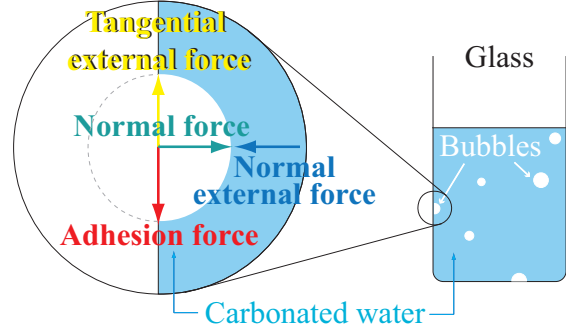 Tangential
external force
Normal force
Normal
external force
Adhesion force
Carbonated water
Glass
Bubbles